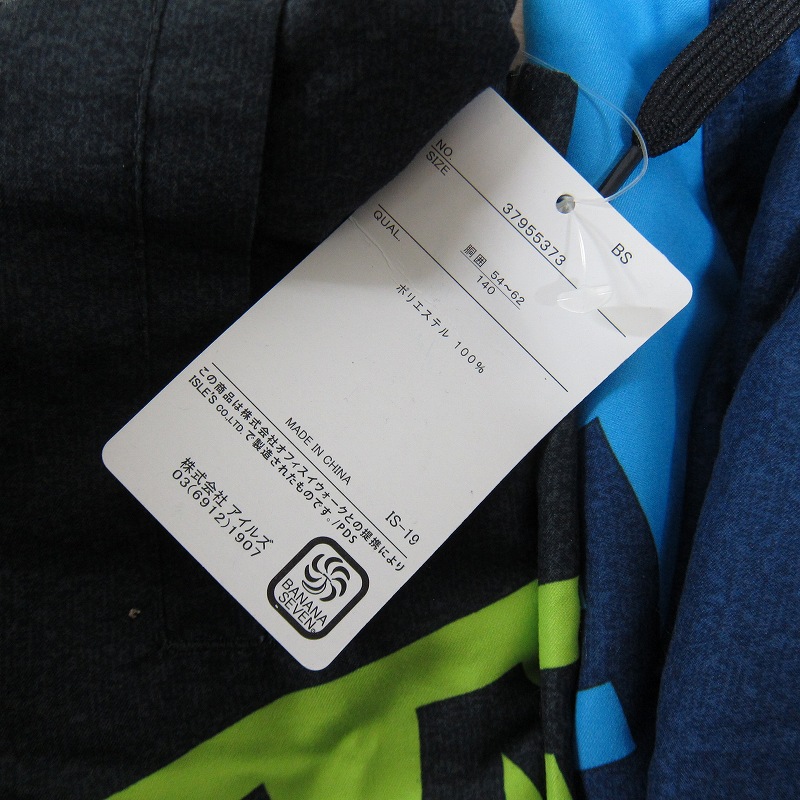 BS
NO. 37955373
SIZE 胴囲 54~62
140
QUAL. ポリエステル 100%
MADE IN CHINA
IS-19
この商品は株式会社オフィスイウォークとの提携により
ISLE'S CO.,LTD.で製造されたものです。/PDS
株式会社 アイルズ
03(6912)1907
BANANA
SEVEN®